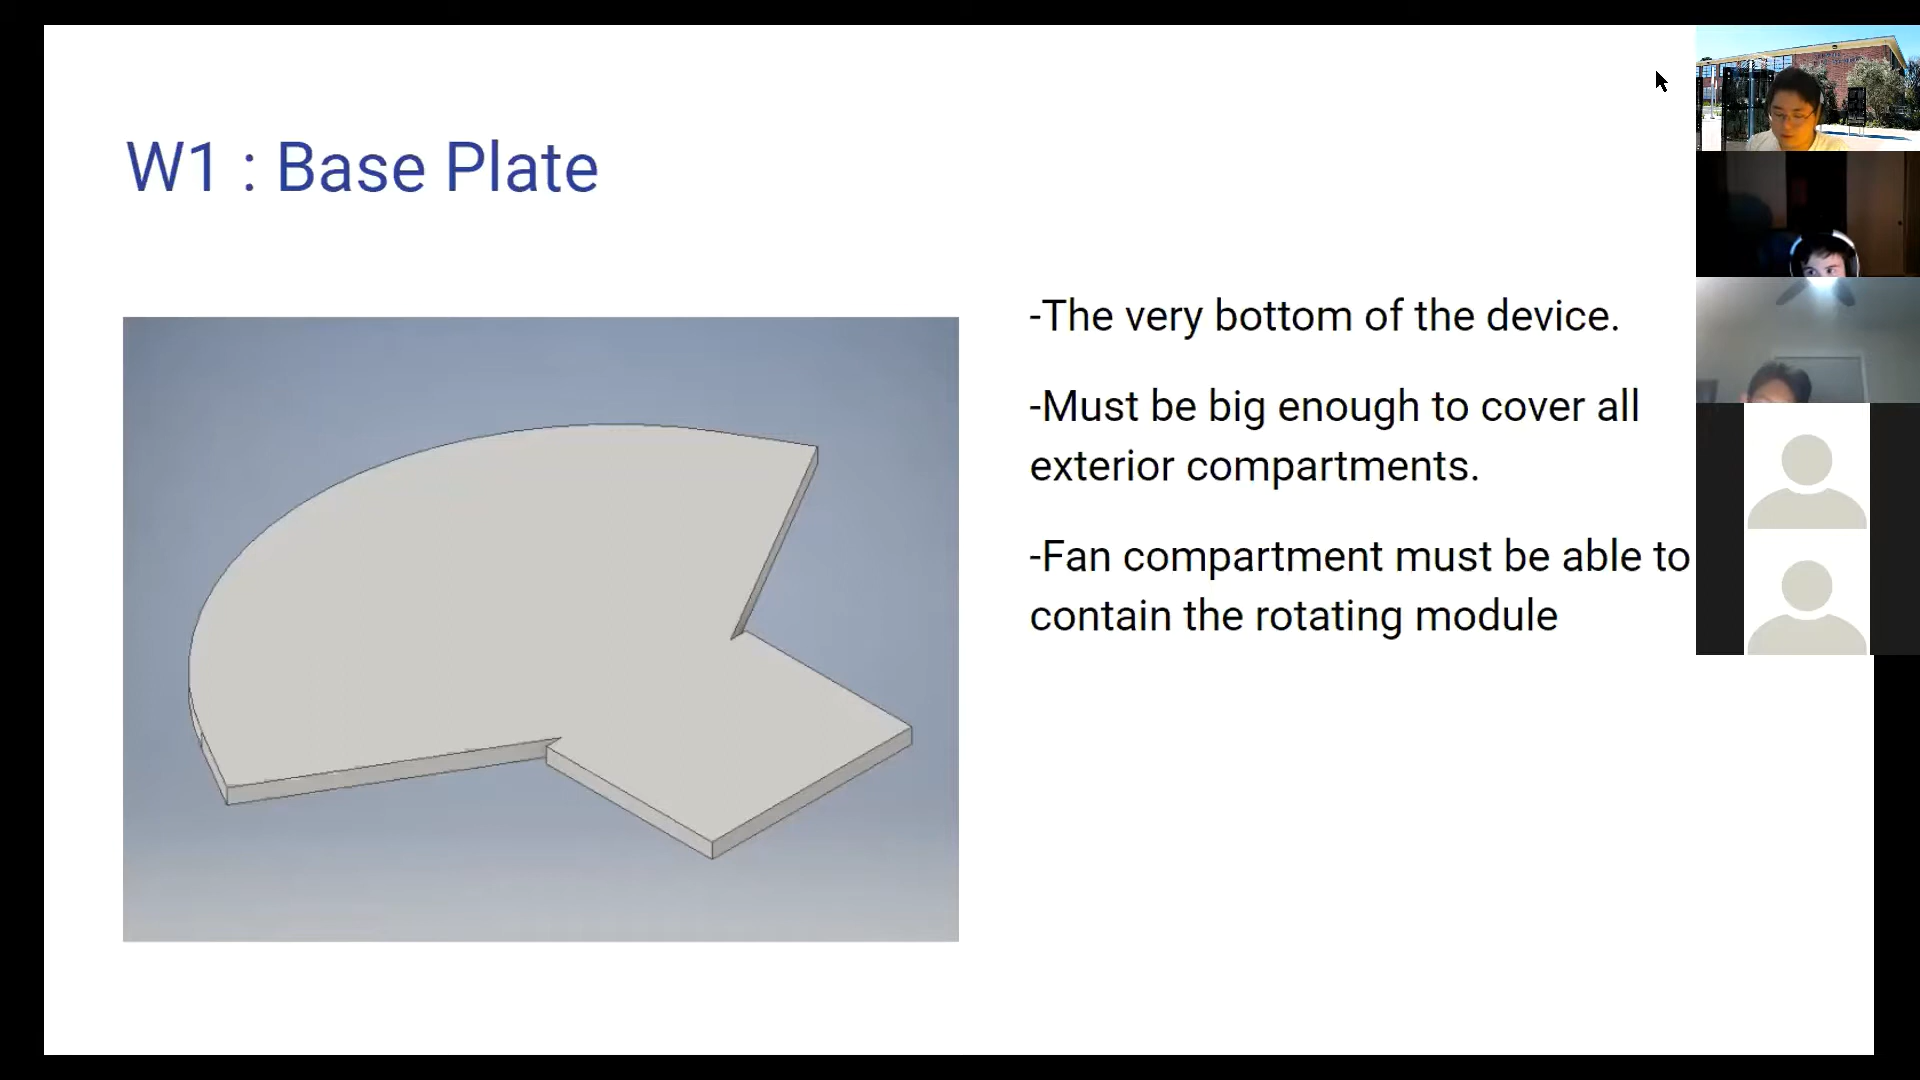 W1 : Base Plate
-The very bottom of the device.
-Must be big enough to cover all
exterior compartments.
-Fan compartment must be able to
contain the rotating module